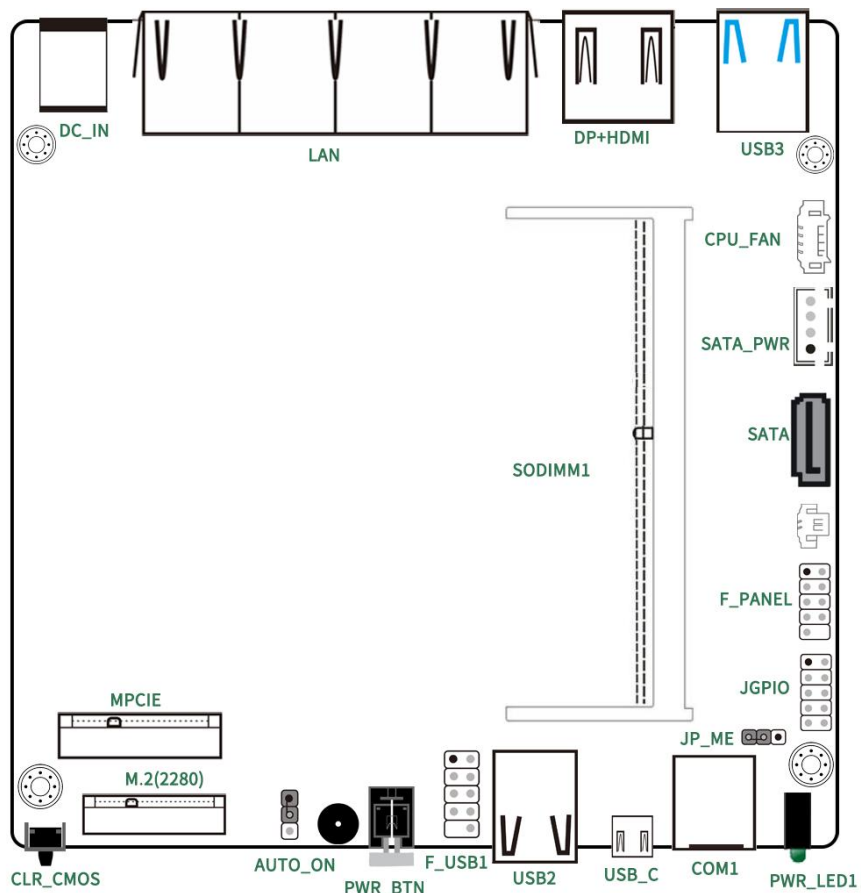 DC_IN
LAN
DP+HDMI
USB3
CPU_FAN
SATA_PWR
SATA
SODIMM1
F_PANEL
JGPIO
MPCIE
JP_ME
M.2(2280)
CLR_CMOS
AUTO_ON
PWR_BTN
F_USB1
USB2
USB_C
COM1
PWR_LED1